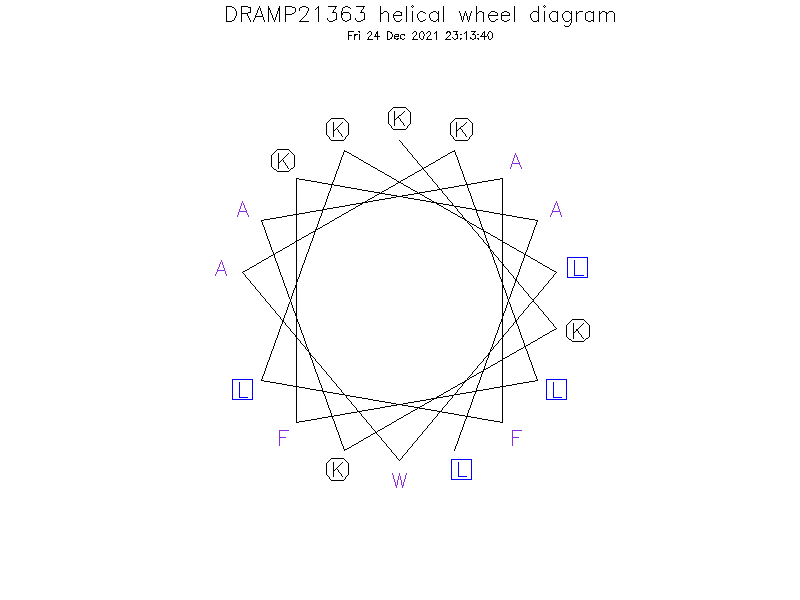 DRAMP21363 helical wheel diagram
Fri 24 Dec 2021 23:13:40
K
K K
K A
A A
A L
K
L L
F F
K L
W